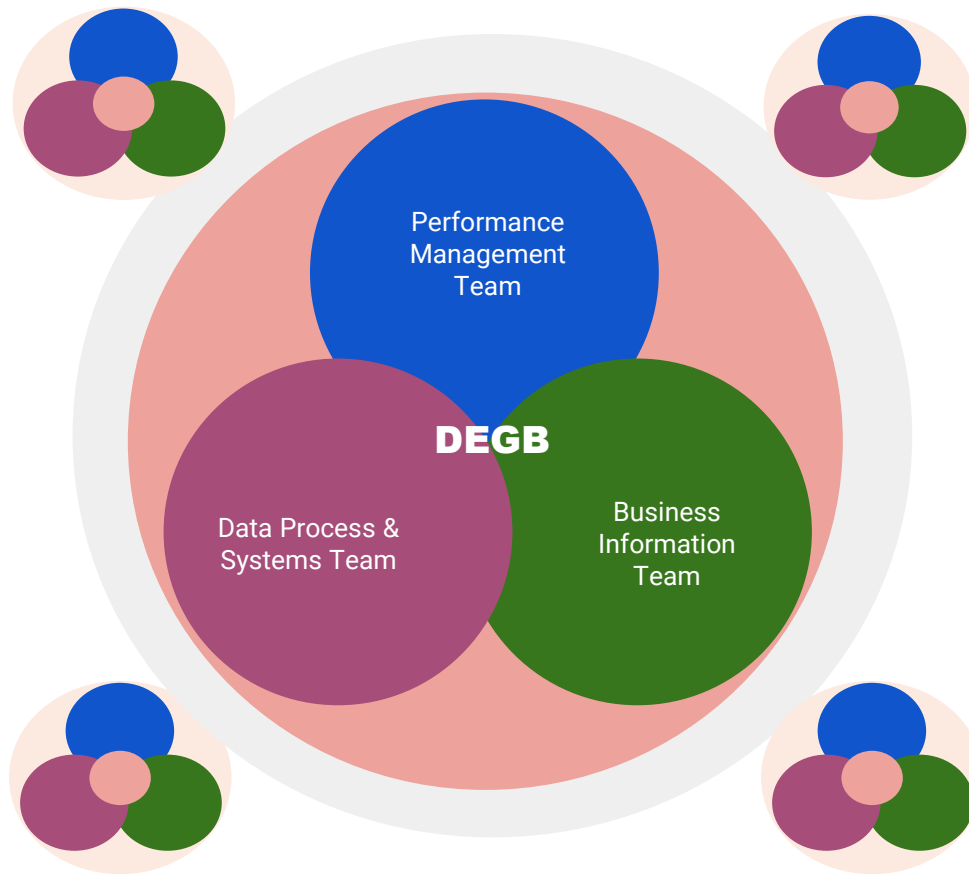 Performance
Management
Team
DEGB
Data Process &
Systems Team
Business
Information
Team